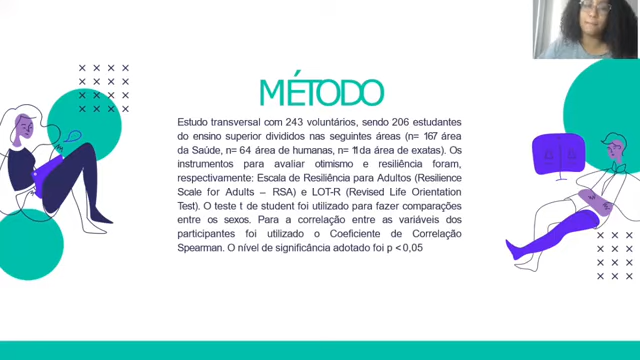 MÉTODO
Estudo transversal com 243 voluntários, sendo 206 estudantes
do ensino superior divididos nas seguintes áreas (n= 167 área
da Saúde, n= 64 área de humanas, n= 11 da área de exatas). Os
instrumentos para avaliar otimismo e resiliência foram,
respectivamente: Escala de Resiliência para Adultos (Resilience
Scale for Adults – RSA) e LOT-R (Revised Life Orientation
Test). O teste t de student foi utilizado para fazer comparações
entre os sexos. Para a correlação entre as variáveis dos
participantes foi utilizado o Coeficiente de Correlação
Spearman. O nível de significância adotado foi p < 0,05